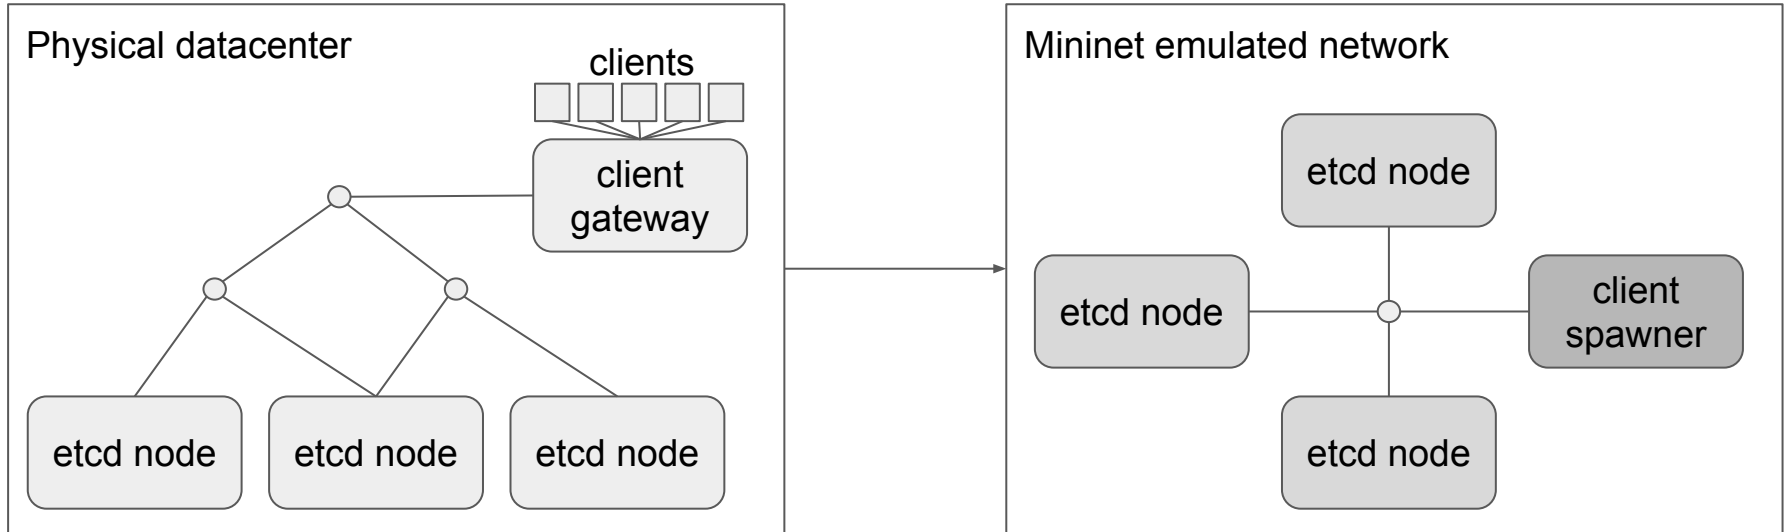 Physical datacenter
clients
client
gateway
etcd node
etcd node
etcd node
Mininet emulated network
etcd node
etcd node
client
spawner
etcd node